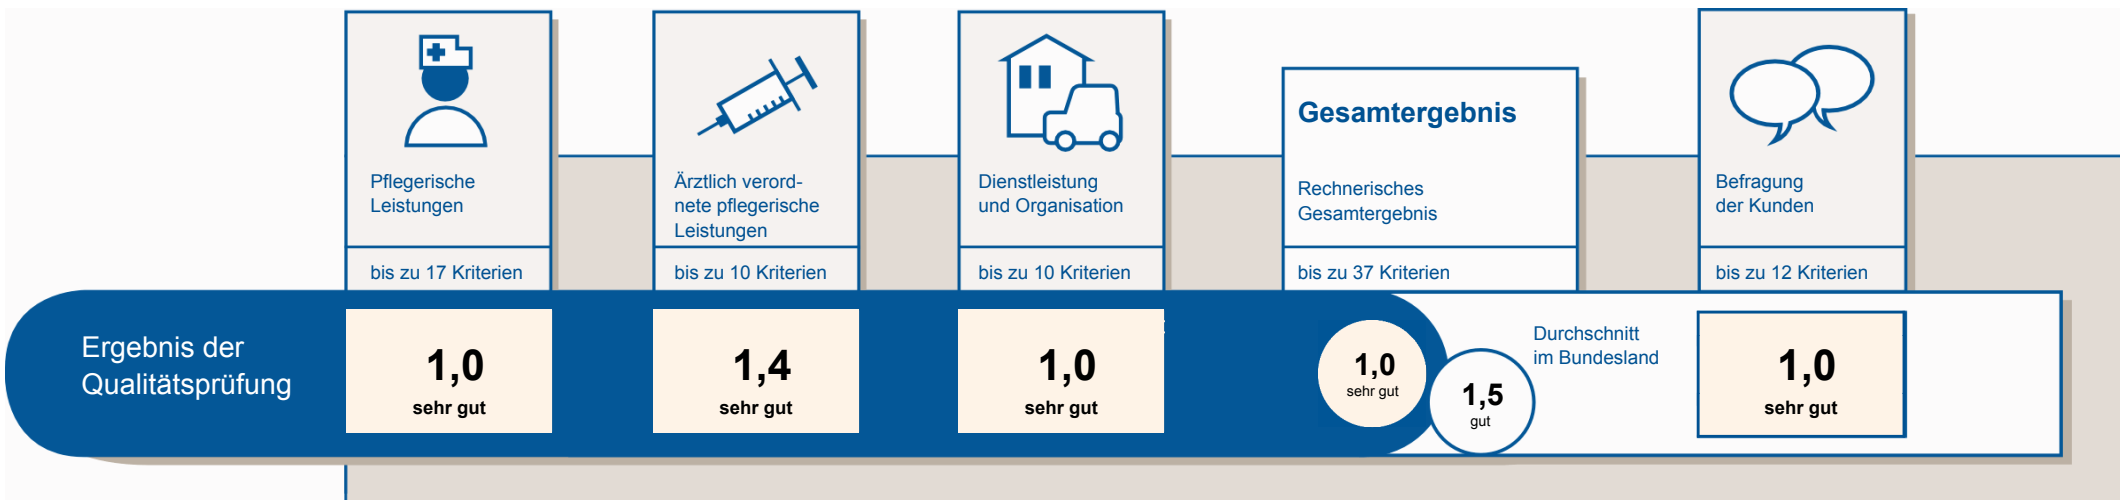 Pflegerische
Leistungen
bis zu 17 Kriterien
Ärztlich verord-
nete pflegerische
Leistungen
bis zu 10 Kriterien
Dienstleistung
und Organisation
bis zu 10 Kriterien
Gesamtergebnis
Rechnerisches
Gesamtergebnis
bis zu 37 Kriterien
Befragung
der Kunden
bis zu 12 Kriterien
Ergebnis der
Qualitätsprüfung
1,0
sehr gut
1,4
sehr gut
1,0
sehr gut
1,0
sehr gut
1,5
gut
Durchschnitt
im Bundesland
1,0
sehr gut